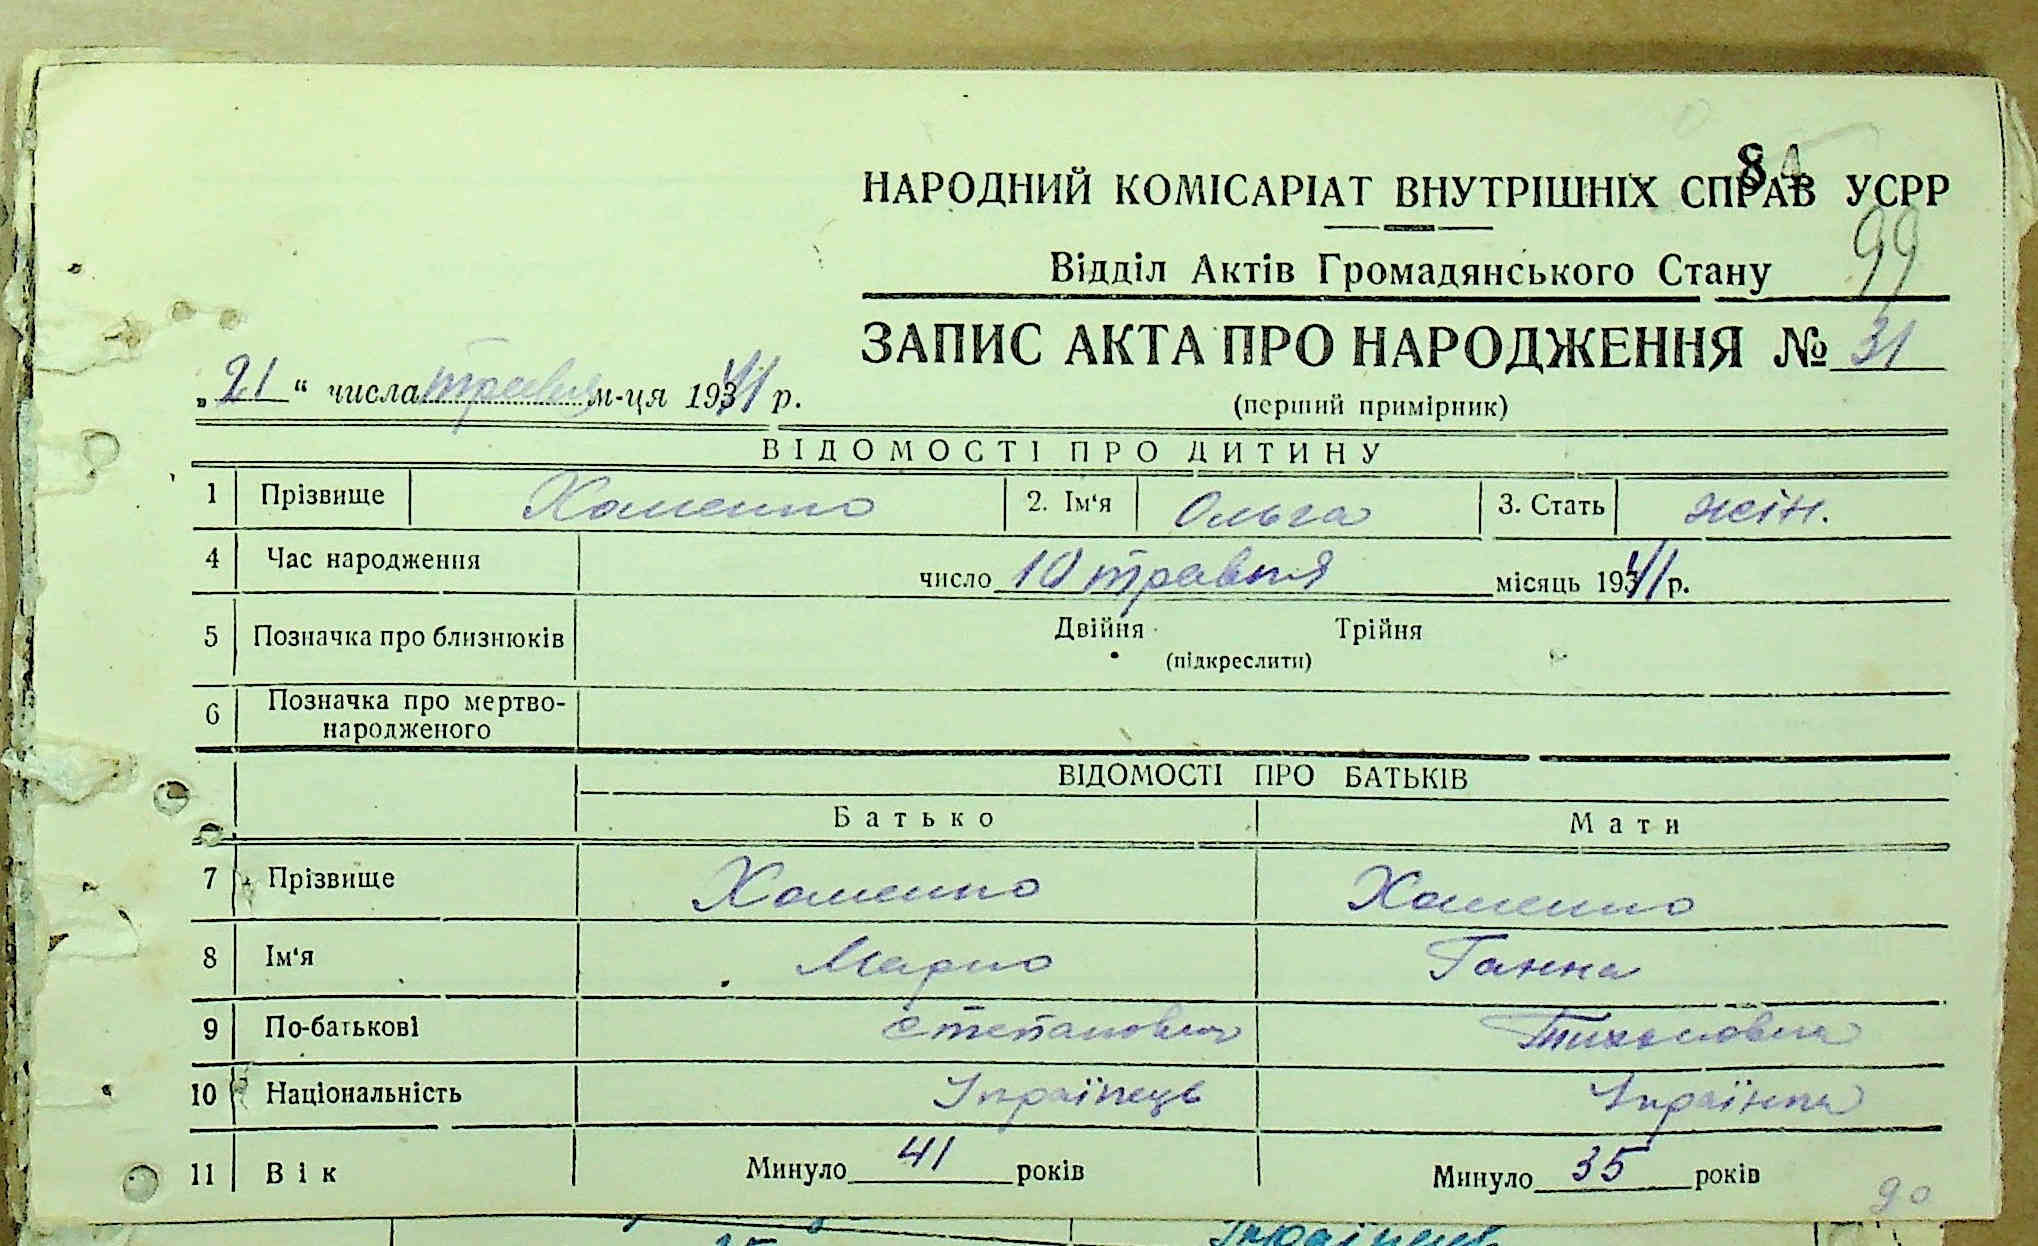 8
НАРОДНИЙ КОМІСАРІАТ ВНУТРІШНІХ СПРАВ УСРР
99
Відділ Актів Громадянського Стану
ЗАПИС АКТА ПРО НАРОДЖЕННЯ № 31
„21“ числа травня м-ця 1941 р.
(перший примірник)
ВІДОМОСТІ ПРО ДИТИНУ
1 Прізвище Хоменко 2. Ім'я Ольга 3. Стать жін.
4 Час народження число 10 травня місяць 1941 р.
5 Позначка про близнюків Двійня Трійня
(підкреслити)
6 Позначка про мертво-
народженого
ВІДОМОСТІ ПРО БАТЬКІВ
Батько Мати
7 Прізвище Хоменко Хоменко
8 Ім'я Марко Ганна
9 По-батькові Степанович Тихоновна
10 Національність Українець Українка
11 Вік Минуло 41 років Минуло 35 років
90